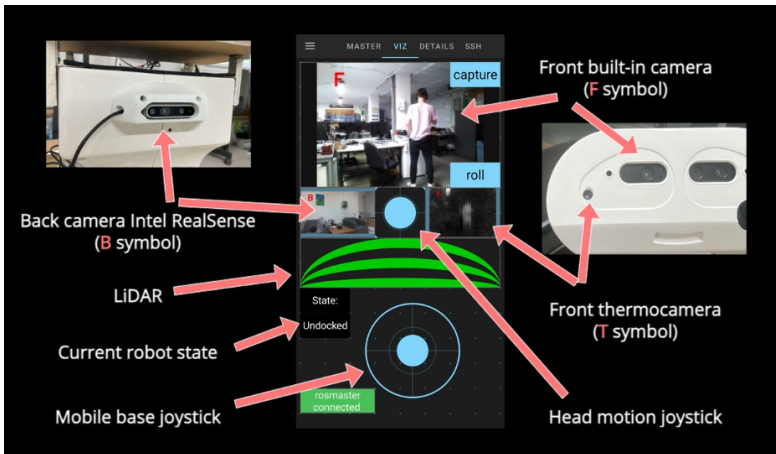 MASTER VIZ DETAILS SSH
F
capture
roll
B
T
State:
Undocked
rosmaster
connected
Back camera Intel RealSense
(B symbol)
LiDAR
Current robot state
Mobile base joystick
Front built-in camera
(F symbol)
Front thermocamera
(T symbol)
Head motion joystick